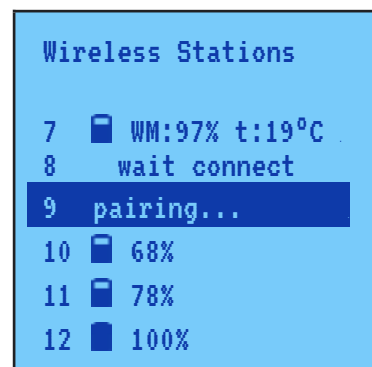 Wireless Stations
7 WM:97% t:19°C
8 wait connect
9 pairing...
10 68%
11 78%
12 100%